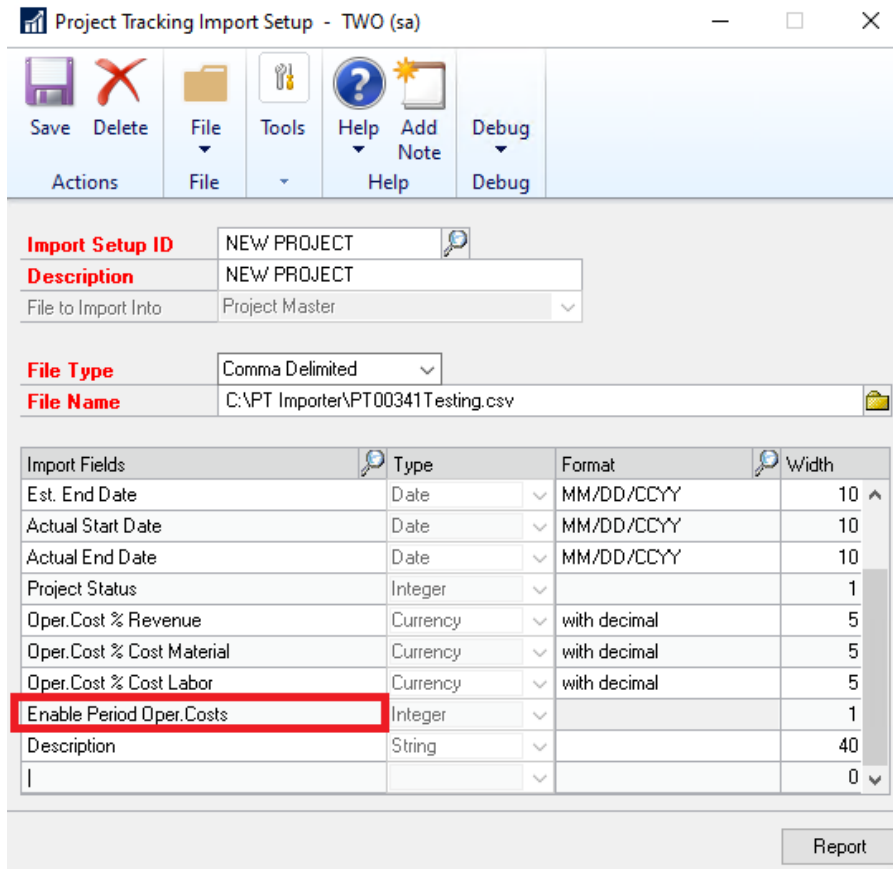 Project Tracking Import Setup - TWO (sa)
Save Delete File Tools Help Add Note Debug
Actions File Help Debug
Import Setup ID NEW PROJECT
Description NEW PROJECT
File to Import Into Project Master
File Type Comma Delimited
File Name C:\PT Importer\PT00341Testing.csv
Import Fields Type Format Width
Est. End Date Date MM/DD/CCYY 10
Actual Start Date Date MM/DD/CCYY 10
Actual End Date Date MM/DD/CCYY 10
Project Status Integer 1
Oper.Cost % Revenue Currency with decimal 5
Oper.Cost % Cost Material Currency with decimal 5
Oper.Cost % Cost Labor Currency with decimal 5
Enable Period Oper.Costs Integer 1
Description String 40
0
Report